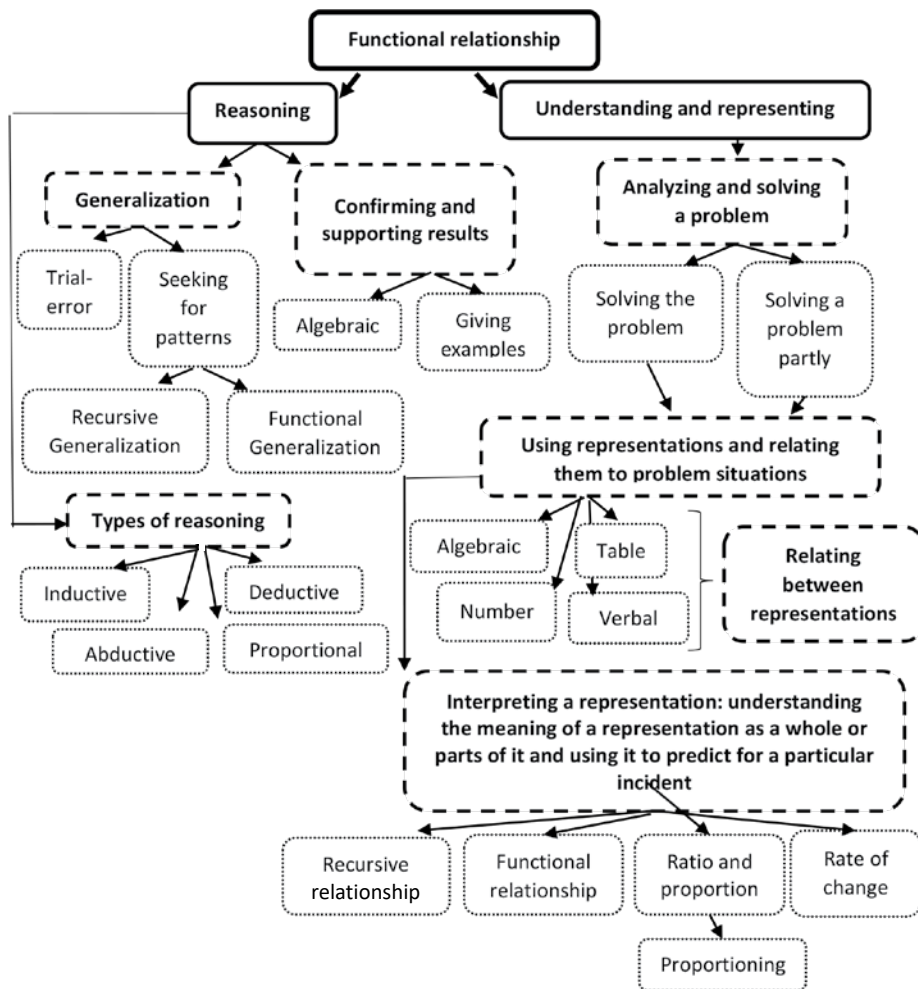 Functional relationship
Reasoning
Understanding and representing
Generalization
Confirming and
supporting results
Analyzing and solving
a problem
Trial-
error
Seeking
for
patterns
Algebraic
Giving
examples
Solving the
problem
Solving a
problem
partly
Recursive
Generalization
Functional
Generalization
Using representations and relating
them to problem situations
Types of reasoning
Inductive
Deductive
Abductive
Proportional
Algebraic
Table
Number
Verbal
Relating
between
representations
Interpreting a representation: understanding
the meaning of a representation as a whole or
parts of it and using it to predict for a particular
incident
Recursive
relationship
Functional
relationship
Ratio and
proportion
Rate of
change
Proportioning